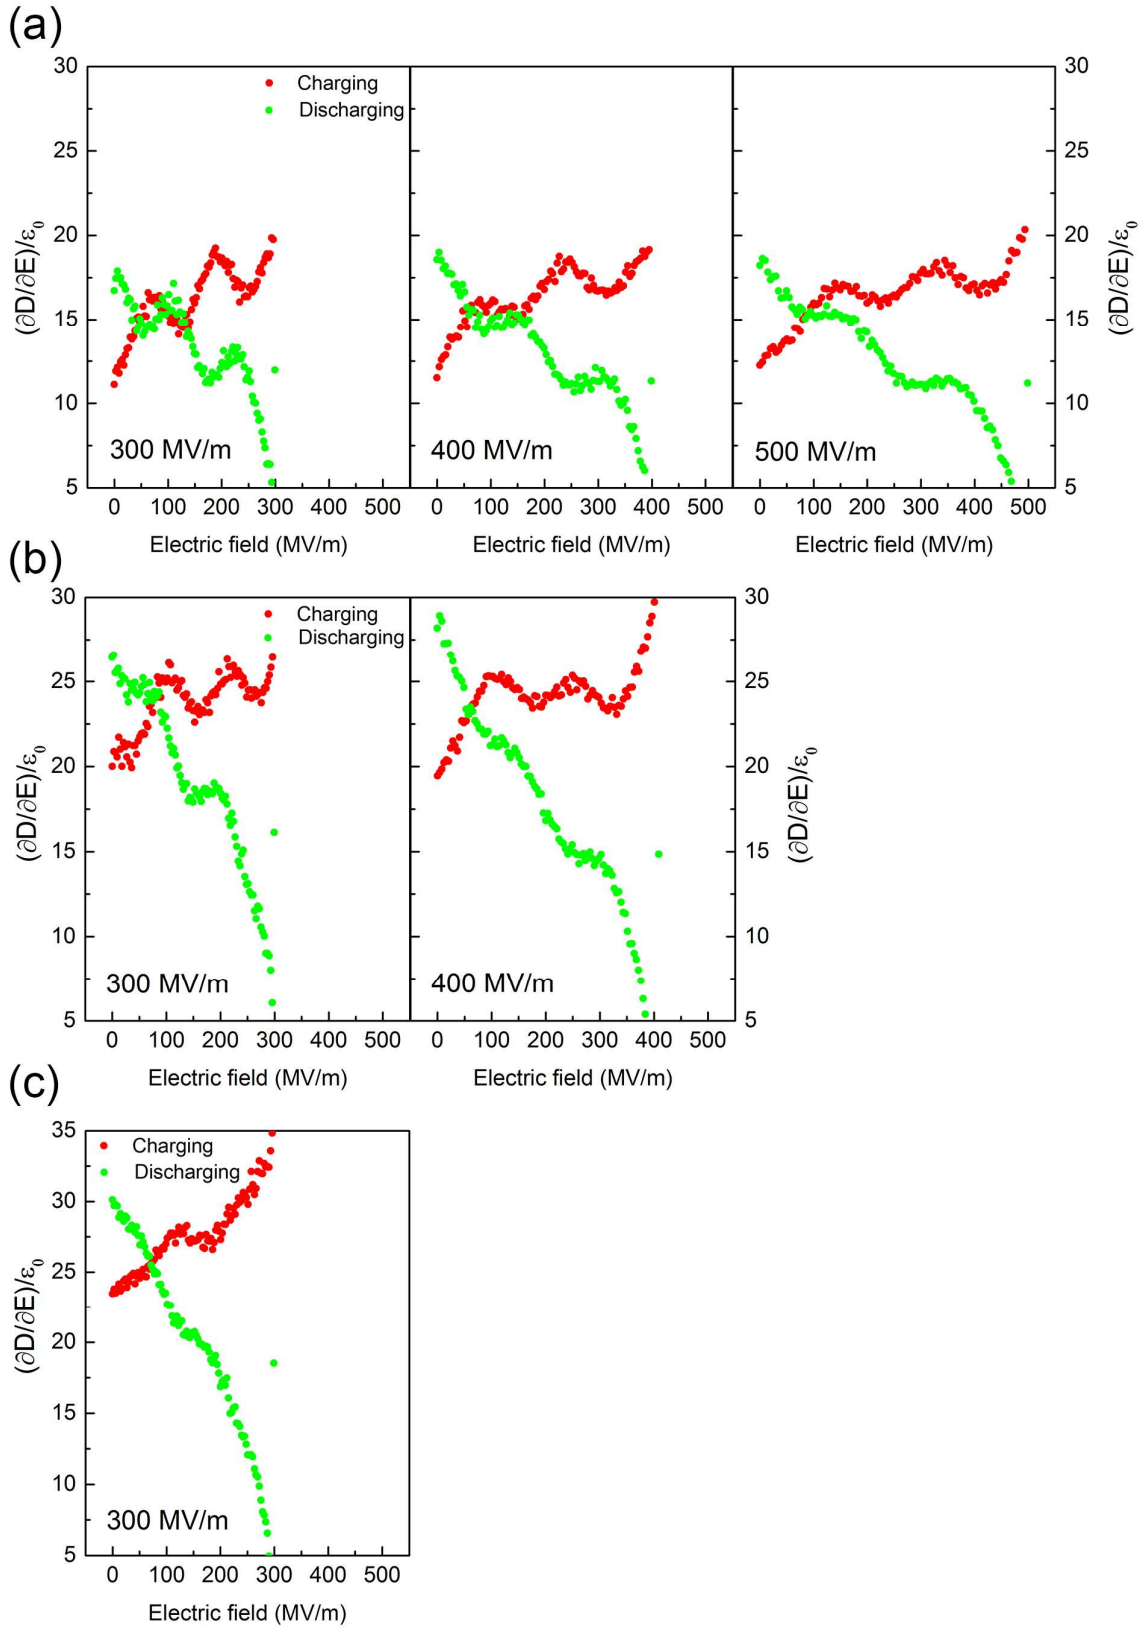 (a)
30 30
Charging
Discharging
25 25
20 20
15 15
10 10
5 5
(∂D/∂E)/ε0 (∂D/∂E)/ε0
300 MV/m 400 MV/m 500 MV/m
0 100 200 300 400 500 0 100 200 300 400 500 0 100 200 300 400 500
Electric field (MV/m) Electric field (MV/m) Electric field (MV/m)
(b)
30 30
Charging
Discharging
25 25
20 20
15 15
10 10
5 5
(∂D/∂E)/ε0 (∂D/∂E)/ε0
300 MV/m 400 MV/m
0 100 200 300 400 500 0 100 200 300 400 500
Electric field (MV/m) Electric field (MV/m)
(c)
35
Charging
Discharging
30
25
20
15
10
5
(∂D/∂E)/ε0
300 MV/m
0 100 200 300 400 500
Electric field (MV/m)